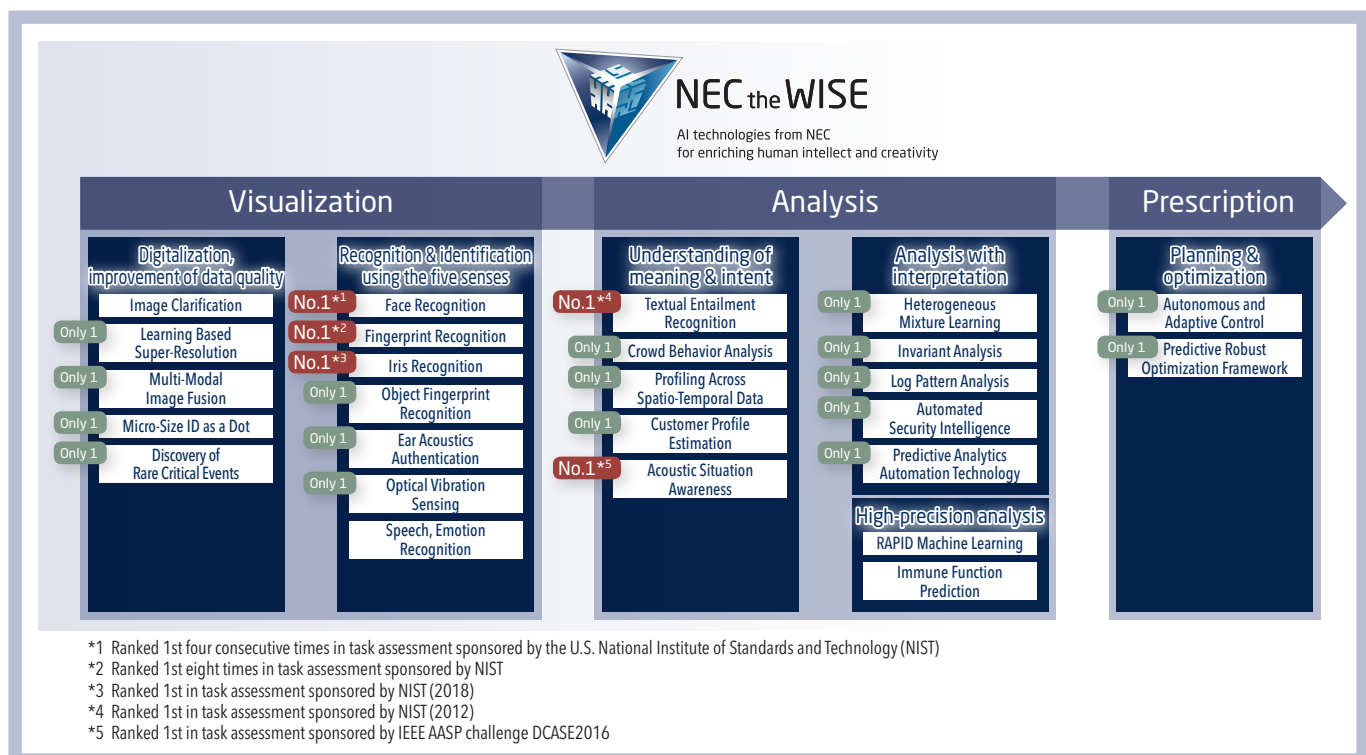 NEC the WISE
AI technologies from NEC
for enriching human intellect and creativity
Visualization
Digitalization,
improvement of data quality
Image Clarification
Only 1
Learning Based
Super-Resolution
Only 1
Multi-Modal
Image Fusion
Only 1
Micro-Size ID as a Dot
Only 1
Discovery of
Rare Critical Events
Recognition & identification
using the five senses
No.1*1
Face Recognition
No.1*2
Fingerprint Recognition
No.1*3
Iris Recognition
Only 1
Object Fingerprint
Recognition
Only 1
Ear Acoustics
Authentication
Only 1
Optical Vibration
Sensing
Speech, Emotion
Recognition
Analysis
Understanding of
meaning & intent
No.1*4
Textual Entailment
Recognition
Only 1
Crowd Behavior Analysis
Only 1
Profiling Across
Spatio-Temporal Data
Only 1
Customer Profile
Estimation
No.1*5
Acoustic Situation
Awareness
Analysis with
interpretation
Only 1
Heterogeneous
Mixture Learning
Only 1
Invariant Analysis
Only 1
Log Pattern Analysis
Only 1
Automated
Security Intelligence
Only 1
Predictive Analytics
Automation Technology
High-precision analysis
RAPID Machine Learning
Immune Function
Prediction
Prescription
Planning &
optimization
Only 1
Autonomous and
Adaptive Control
Only 1
Predictive Robust
Optimization Framework
*1 Ranked 1st four consecutive times in task assessment sponsored by the U.S. National Institute of Standards and Technology (NIST)
*2 Ranked 1st eight times in task assessment sponsored by NIST
*3 Ranked 1st in task assessment sponsored by NIST (2018)
*4 Ranked 1st in task assessment sponsored by NIST (2012)
*5 Ranked 1st in task assessment sponsored by IEEE AASP challenge DCASE2016